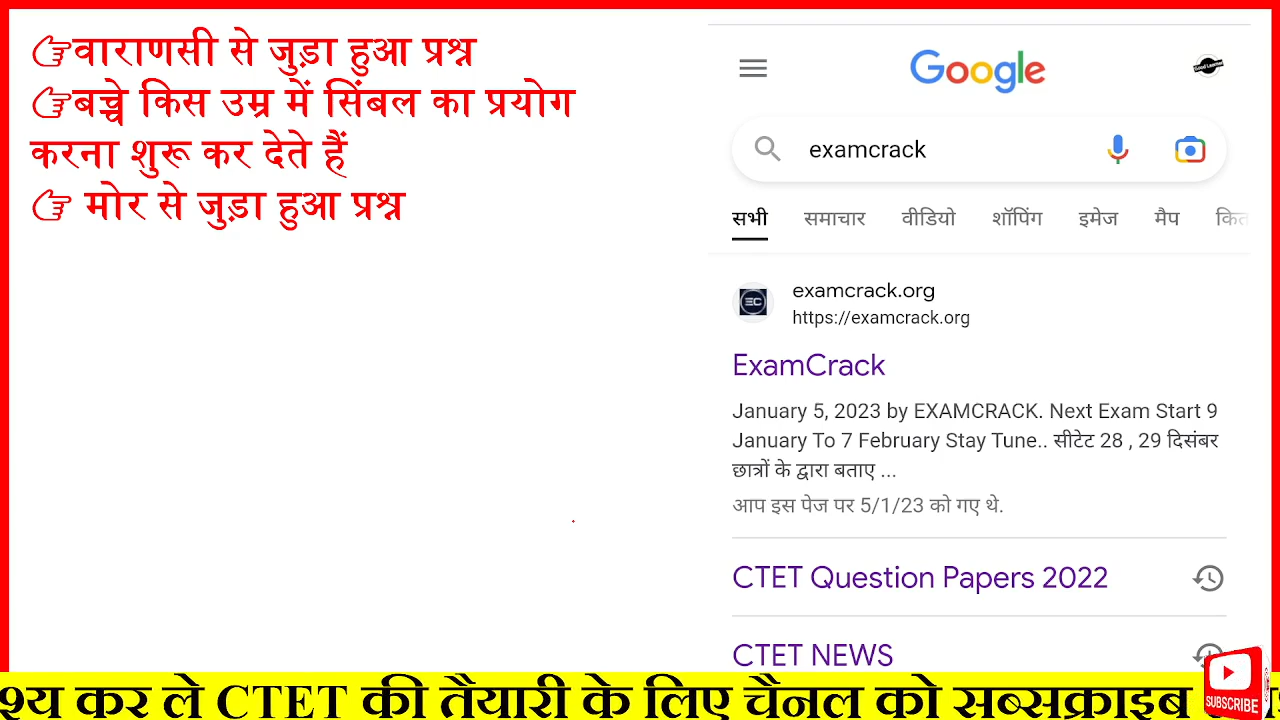 👉वाराणसी से जुड़ा हुआ प्रश्न
👉बच्चे किस उम्र में सिंबल का प्रयोग
करना शुरू कर देते हैं
👉 मोर से जुड़ा हुआ प्रश्न
Google
examcrack
सभी समाचार वीडियो शॉपिंग इमेज मैप
examcrack.org
https://examcrack.org
ExamCrack
January 5, 2023 by EXAMCRACK. Next Exam Start 9
January To 7 February Stay Tune.. सीटेट 28 , 29 दिसंबर
छात्रों के द्वारा बताए ...
आप इस पेज पर 5/1/23 को गए थे.
CTET Question Papers 2022
CTET NEWS
कर ले CTET की तैयारी के लिए चैनल को सब्सक्राइब
SUBSCRIBE